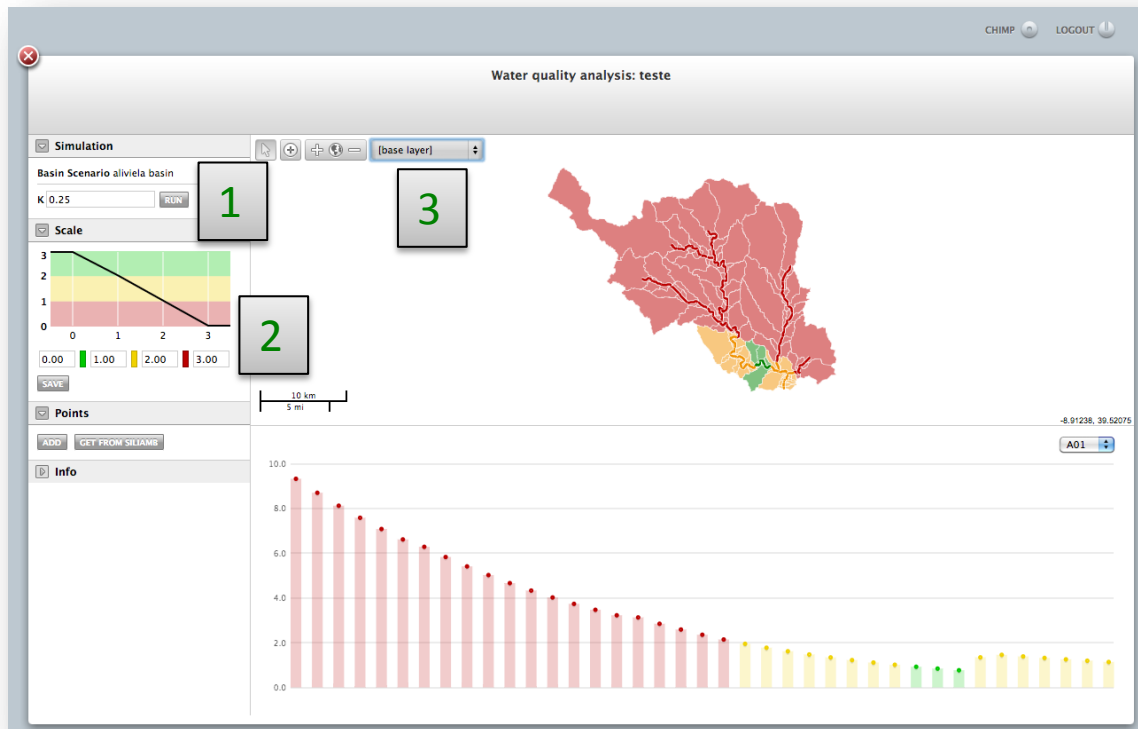 CHIMP LOGOUT
Water quality analysis: teste
Simulation
Basin Scenario aliviela basin
K 0.25 RUN
1
Scale
3
2
1
0
0 1 2 3
0.00 1.00 2.00 3.00
SAVE
2
Points
ADD GET FROM SILIAMB
Info
[base layer]
3
10 km
5 mi
-8.91238, 39.52075
A01
10.0
8.0
6.0
4.0
2.0
0.0